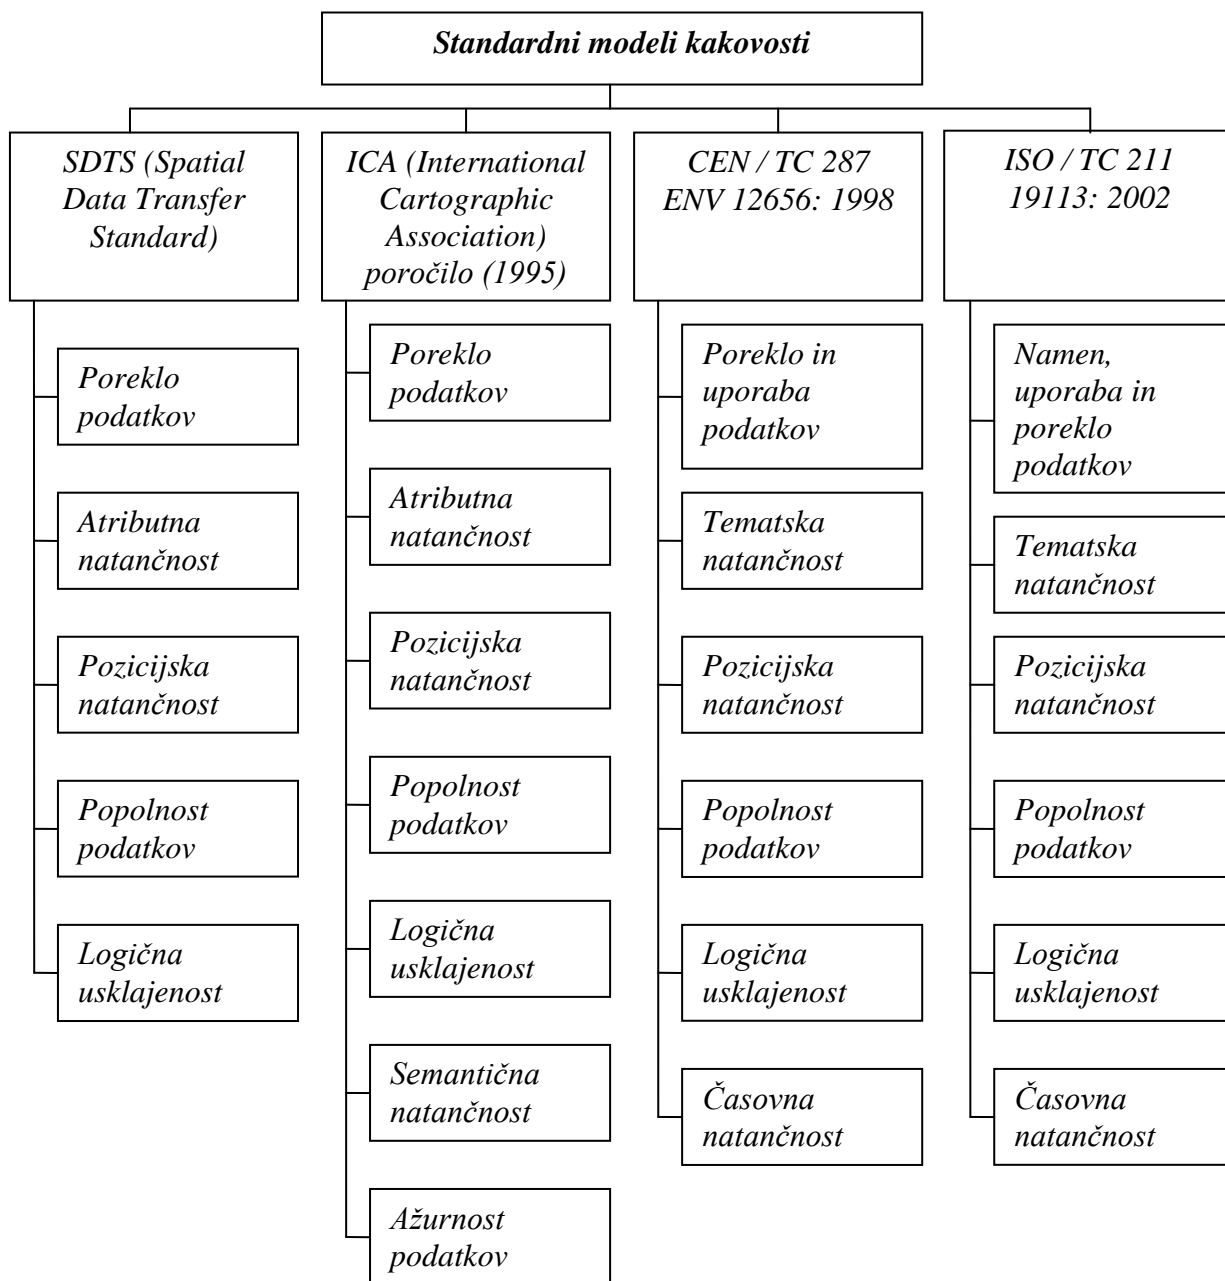 Standardni modeli kakovosti
SDTS (Spatial
Data Transfer
Standard)
Poreklo
podatkov
Atributna
natančnost
Pozicijska
natančnost
Popolnost
podatkov
Logična
usklajenost
ICA (International
Cartographic
Association)
poročilo (1995)
Poreklo
podatkov
Atributna
natančnost
Pozicijska
natančnost
Popolnost
podatkov
Logična
usklajenost
Semantična
natančnost
Ažurnost
podatkov
CEN / TC 287
ENV 12656: 1998
Poreklo in
uporaba
podatkov
Tematska
natančnost
Pozicijska
natančnost
Popolnost
podatkov
Logična
usklajenost
Časovna
natančnost
ISO / TC 211
19113: 2002
Namen,
uporaba in
poreklo
podatkov
Tematska
natančnost
Pozicijska
natančnost
Popolnost
podatkov
Logična
usklajenost
Časovna
natančnost